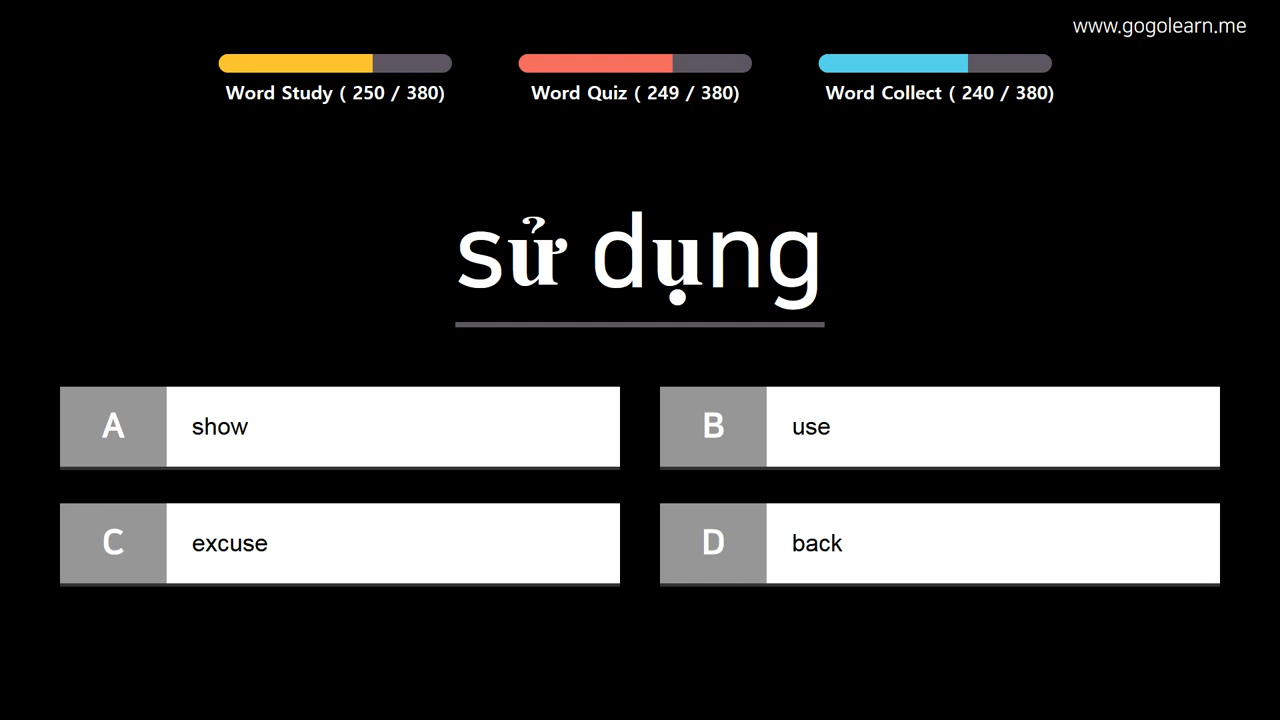 www.gogolearn.me
Word Study ( 250 / 380)
Word Quiz ( 249 / 380)
Word Collect ( 240 / 380)
sử dụng
A show
B use
C excuse
D back